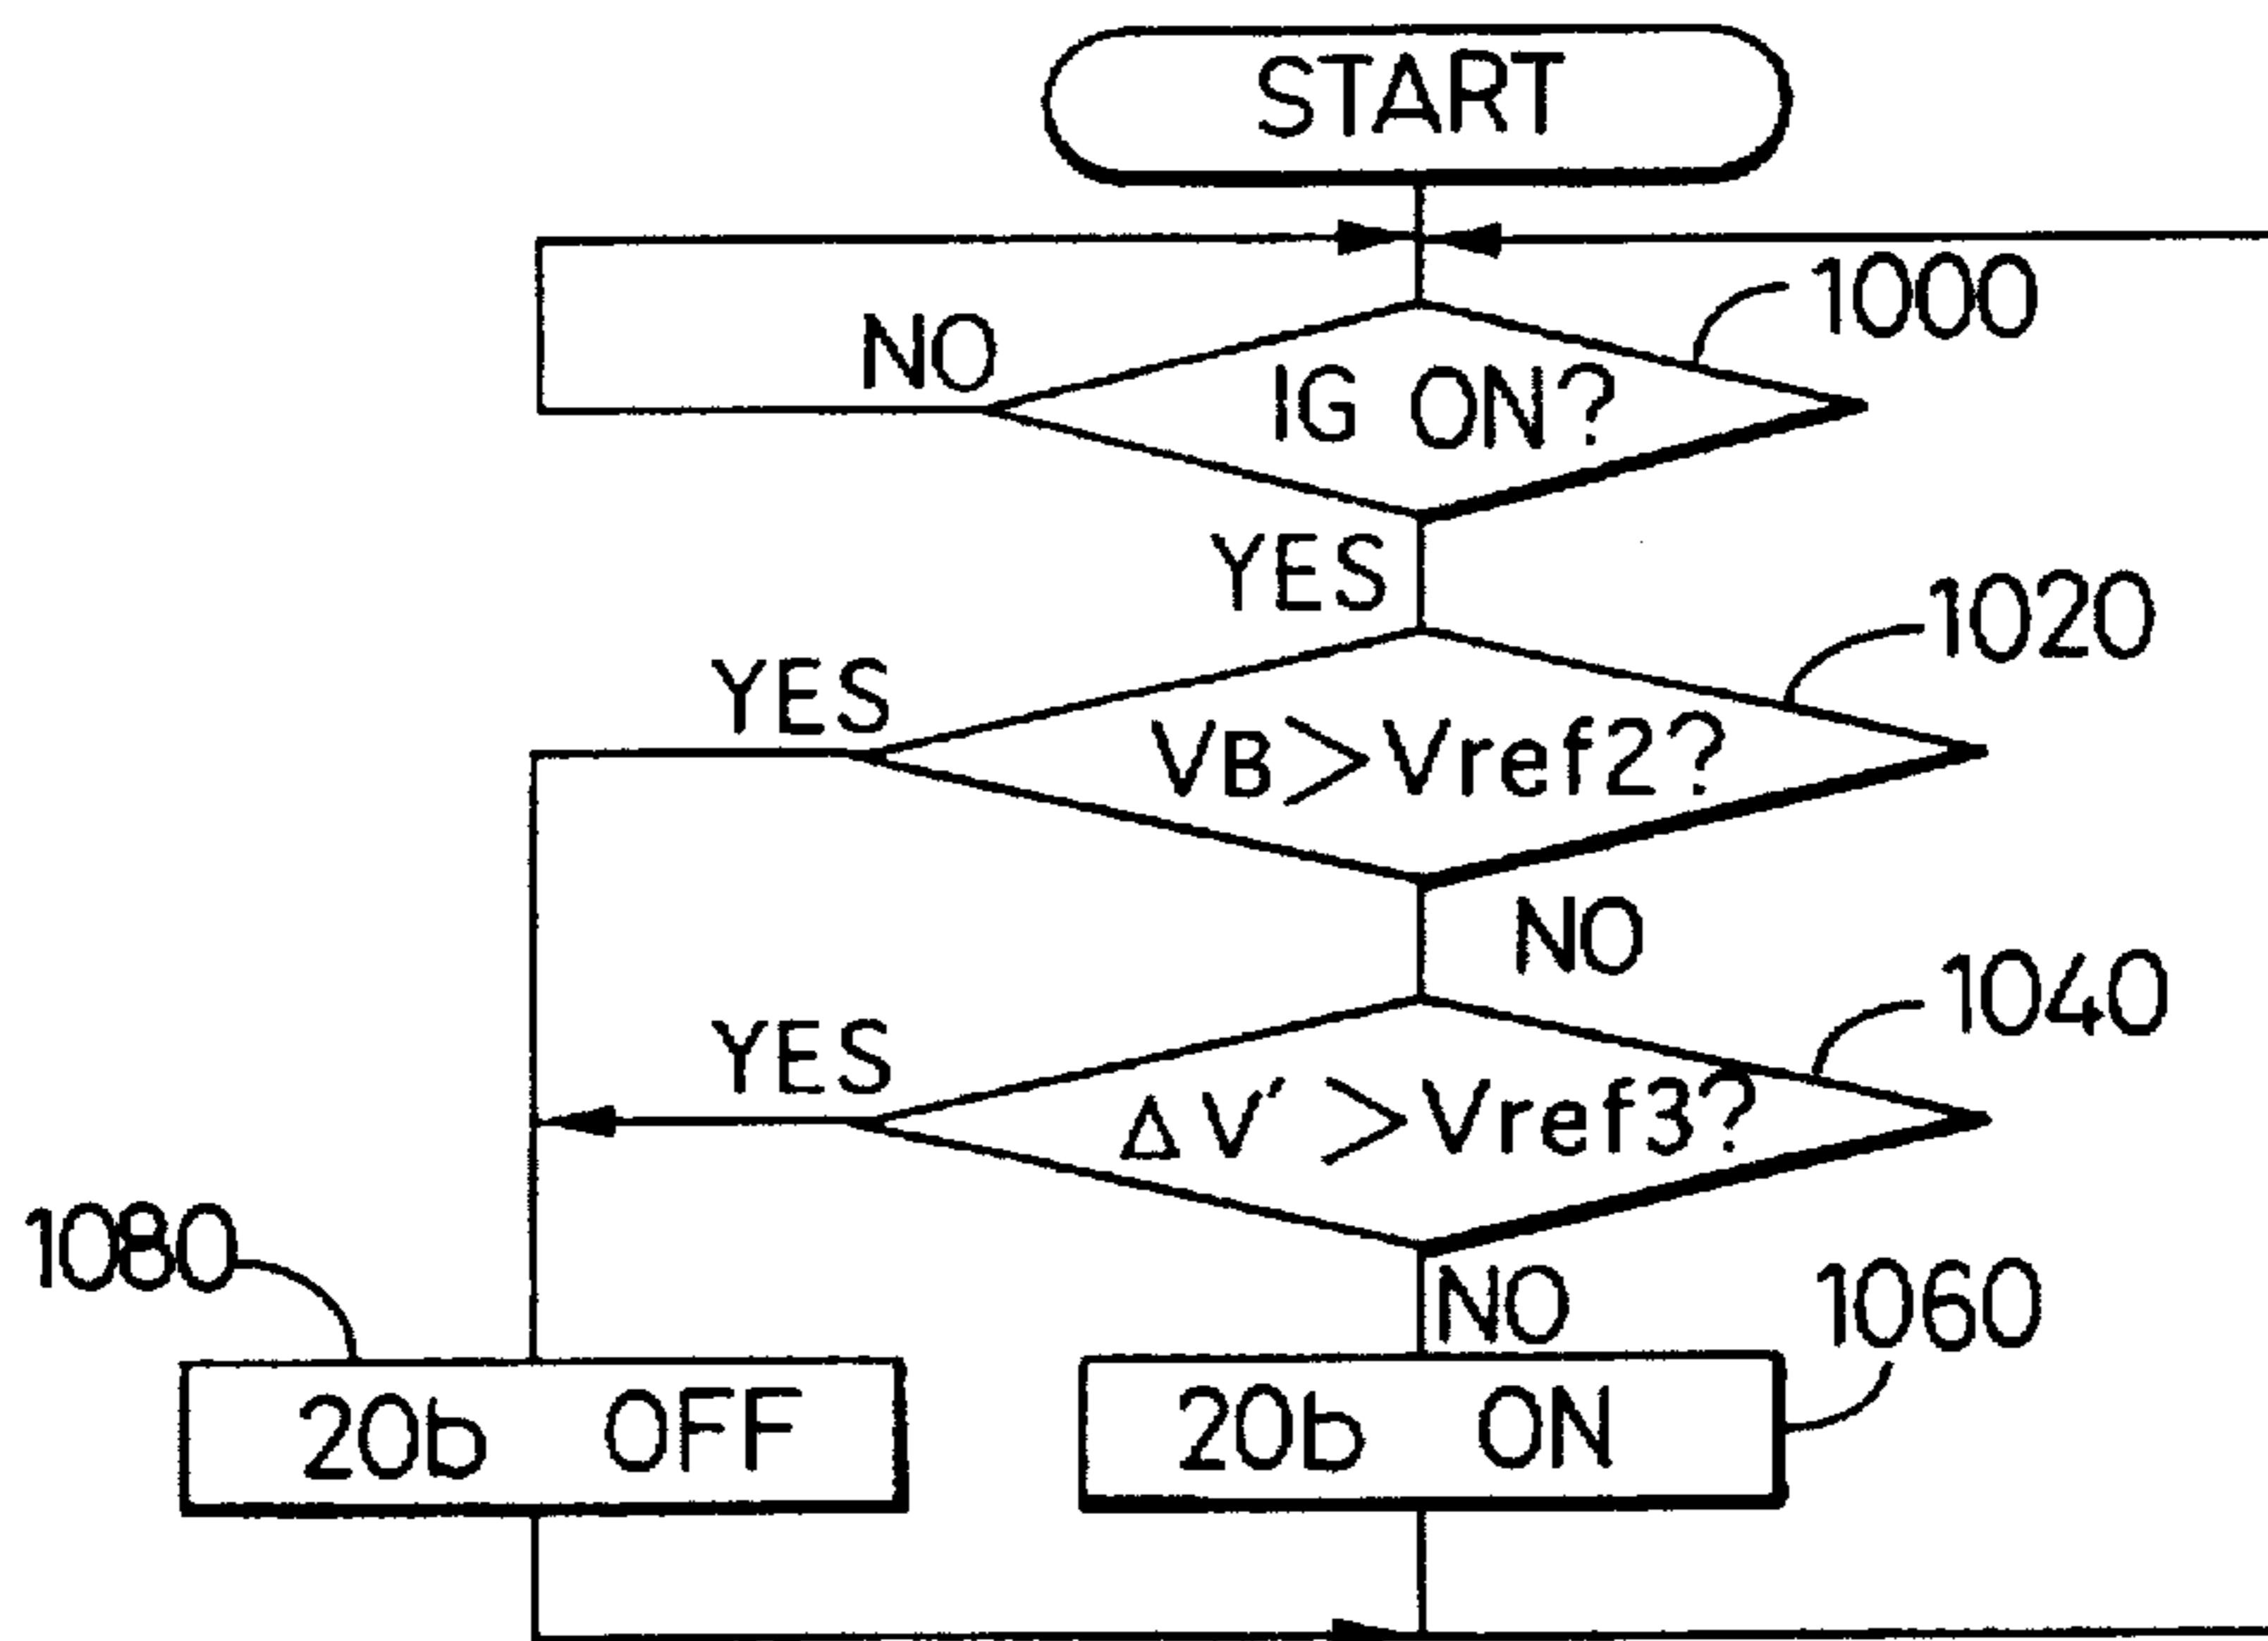 START
1000
NO
IG ON?
YES
1020
YES
VB>Vref2?
NO
1040
YES
ΔV′>Vref3?
1080
NO
1060
20b OFF
20b ON